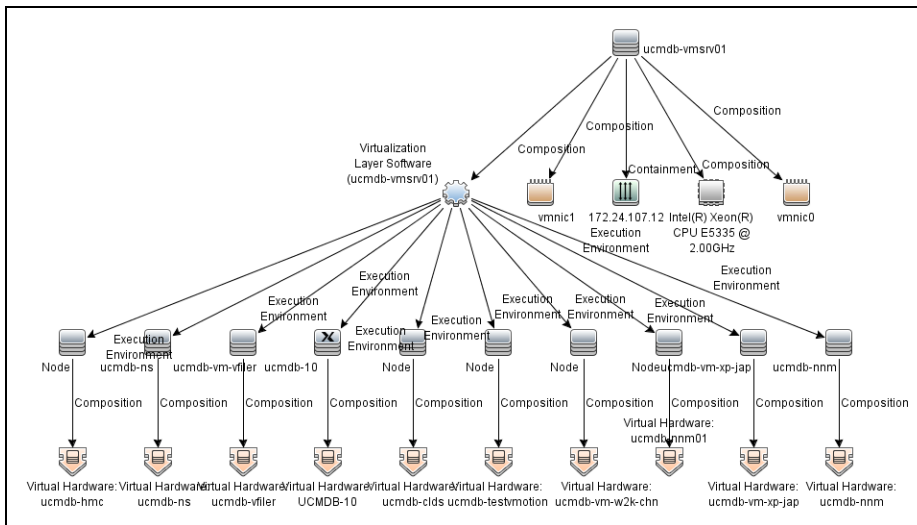 ucmdb-vmsrv01
Composition
Composition
Composition
Containment
Composition
Virtualization
Layer Software
(ucmdb-vmsrv01)
vmnic1
172.24.107.12
Intel(R) Xeon(R)
CPU E5335 @
2.00GHz
vmnic0
Execution
Environment
Execution
Environment
Execution
Environment
Execution
Environment
Execution
Environment
Execution
Environment
Execution
Environment
Execution
Environment
Execution
Environment
Execution
Environment
Node
ucmdb-ns
ucmdb-vm-vfiler
ucmdb-10
Node
Node
Node
Node
ucmdb-vm-xp-jap
ucmdb-nnm
Composition
Composition
Composition
Composition
Composition
Composition
Composition
Composition
Composition
Virtual Hardware:
ucmdb-nnm01
Virtual Hardware:
ucmdb-hmc
Virtual Hardware:
ucmdb-ns
Virtual Hardware:
ucmdb-vfiler
Virtual Hardware:
UCMDB-10
Virtual Hardware:
ucmdb-clds
Virtual Hardware:
ucmdb-testvmotion
Virtual Hardware:
ucmdb-vm-w2k-chn
Virtual Hardware:
ucmdb-vm-xp-jap
Virtual Hardware:
ucmdb-nnm